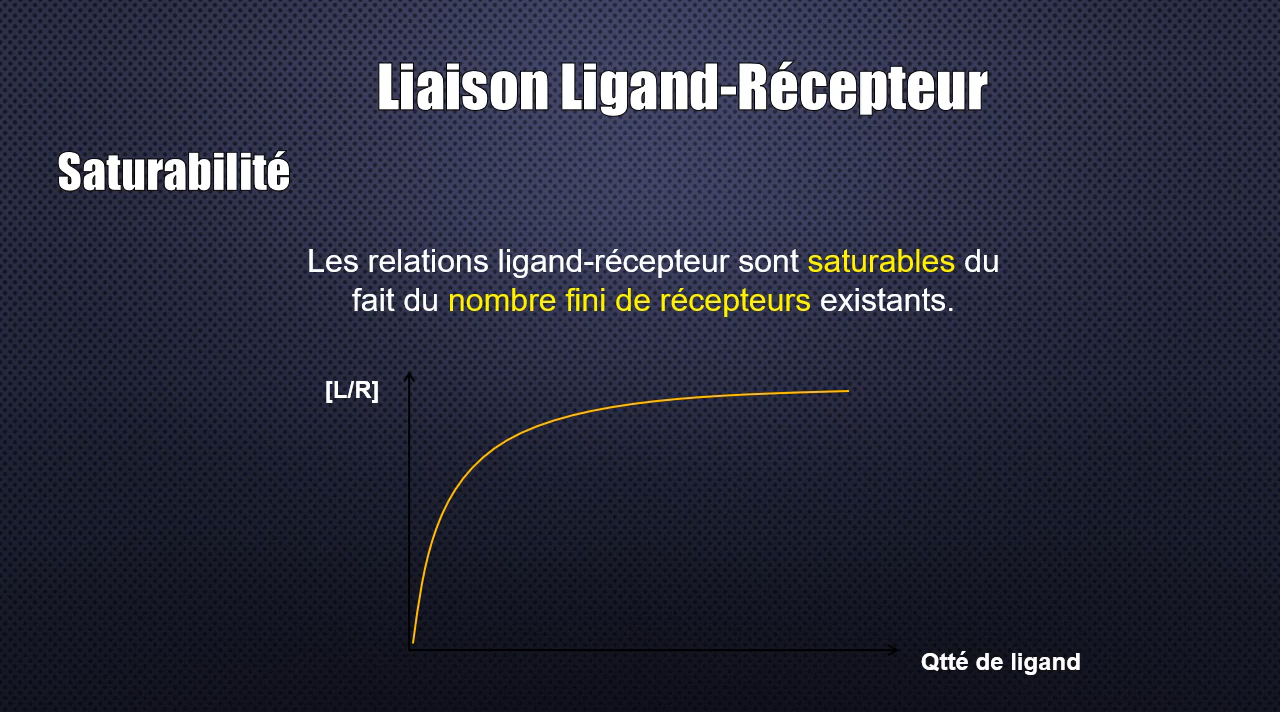 Liaison Ligand-Récepteur
Saturabilité
Les relations ligand-récepteur sont saturables du
fait du nombre fini de récepteurs existants.
[L/R]
Qtté de ligand